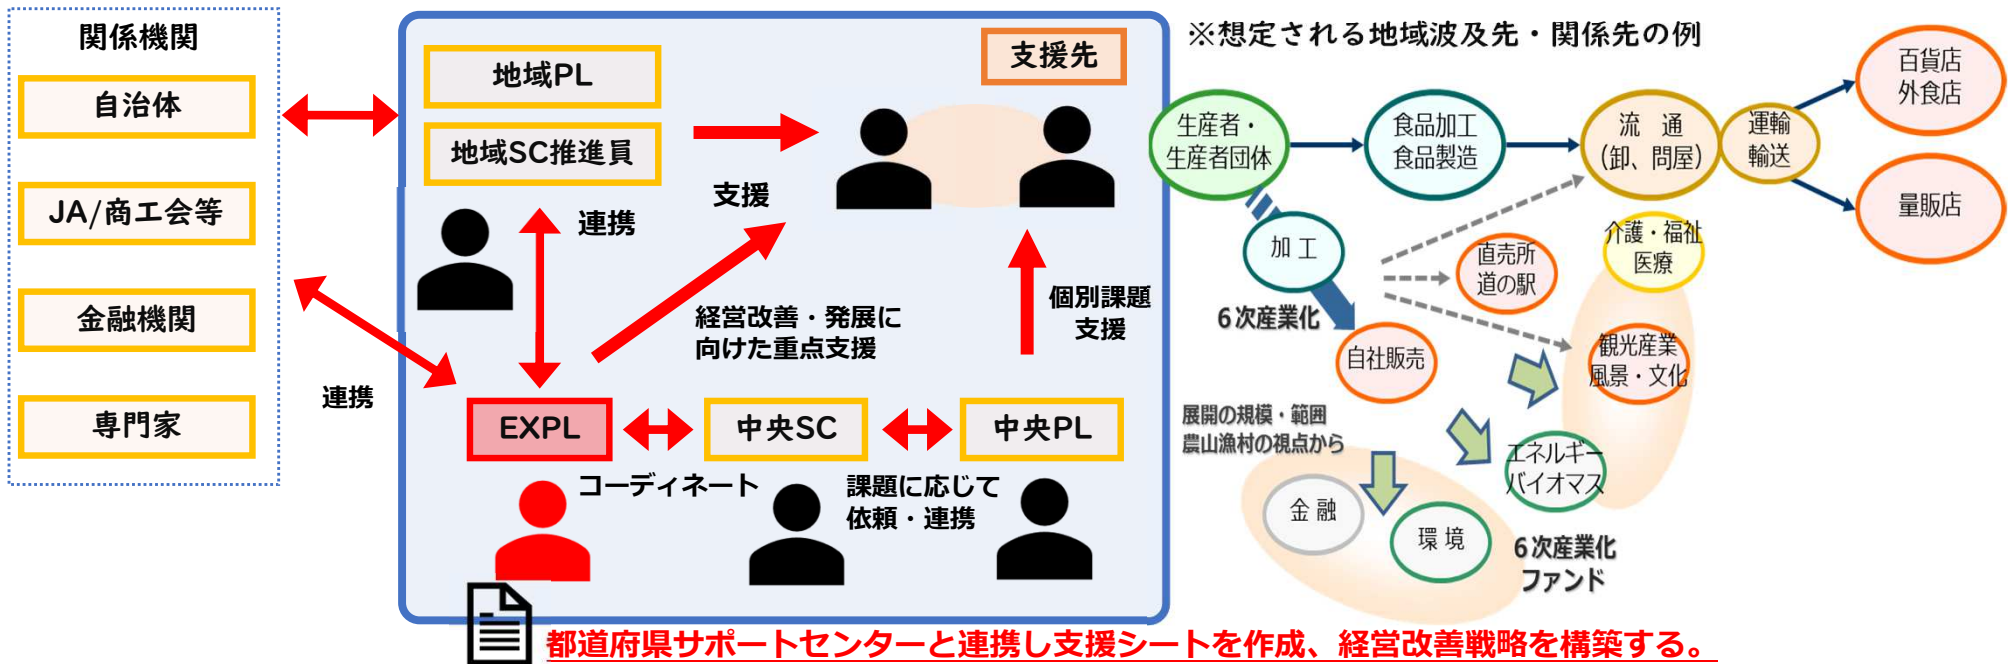 関係機関
自治体
JA/商工会等
金融機関
専門家
連携
地域PL
地域SC推進員
支援先
支援
連携
経営改善・発展に
向けた重点支援
個別課題
支援
EXPL
中央SC
中央PL
コーディネート
課題に応じて
依頼・連携
都道府県サポートセンターと連携し支援シートを作成、経営改善戦略を構築する。
※想定される地域波及先・関係先の例
生産者・
生産者団体
食品加工
食品製造
流 通
(卸、問屋)
運輸
輸送
百貨店
外食店
量販店
加 工
6次産業化
自社販売
直売所
道の駅
介護・福祉
医療
観光産業
風景・文化
展開の規模・範囲
農山漁村の視点から
エネルギー
バイオマス
金 融
環 境
6次産業化
ファンド